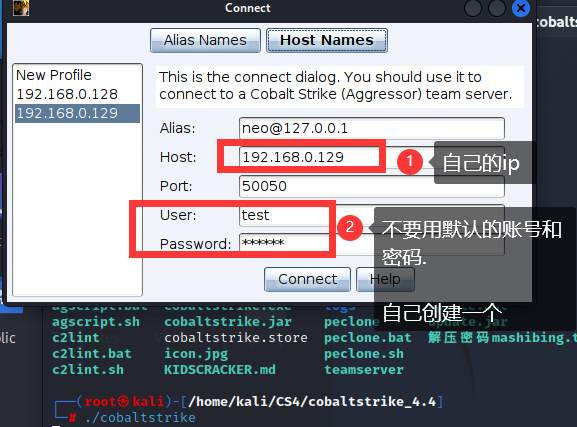 Connect
cobalts
Alias Names
Host Names
New Profile
192.168.0.128
192.168.0.129
This is the connect dialog. You should use it to
connect to a Cobalt Strike (Aggressor) team server.
Alias:
neo@127.0.0.1
Host:
192.168.0.129
1
自己的ip
Port:
50050
User:
test
2
不要用默认的账号和
密码.
Password:
******
Connect
Help
自己创建一个
agscript.bat cobaltstrike.exe logs
agscript.sh cobaltstrike.jar peclone update.jar
c2lint cobaltstrike.store peclone.bat 解压密码mashibing.t
c2lint.bat icon.jpg peclone.sh
c2lint.sh KIDSCRACKER.md teamserver
blic
(root㉿kali)-[/home/kali/CS4/cobaltstrike_4.4]
# ./cobaltstrike